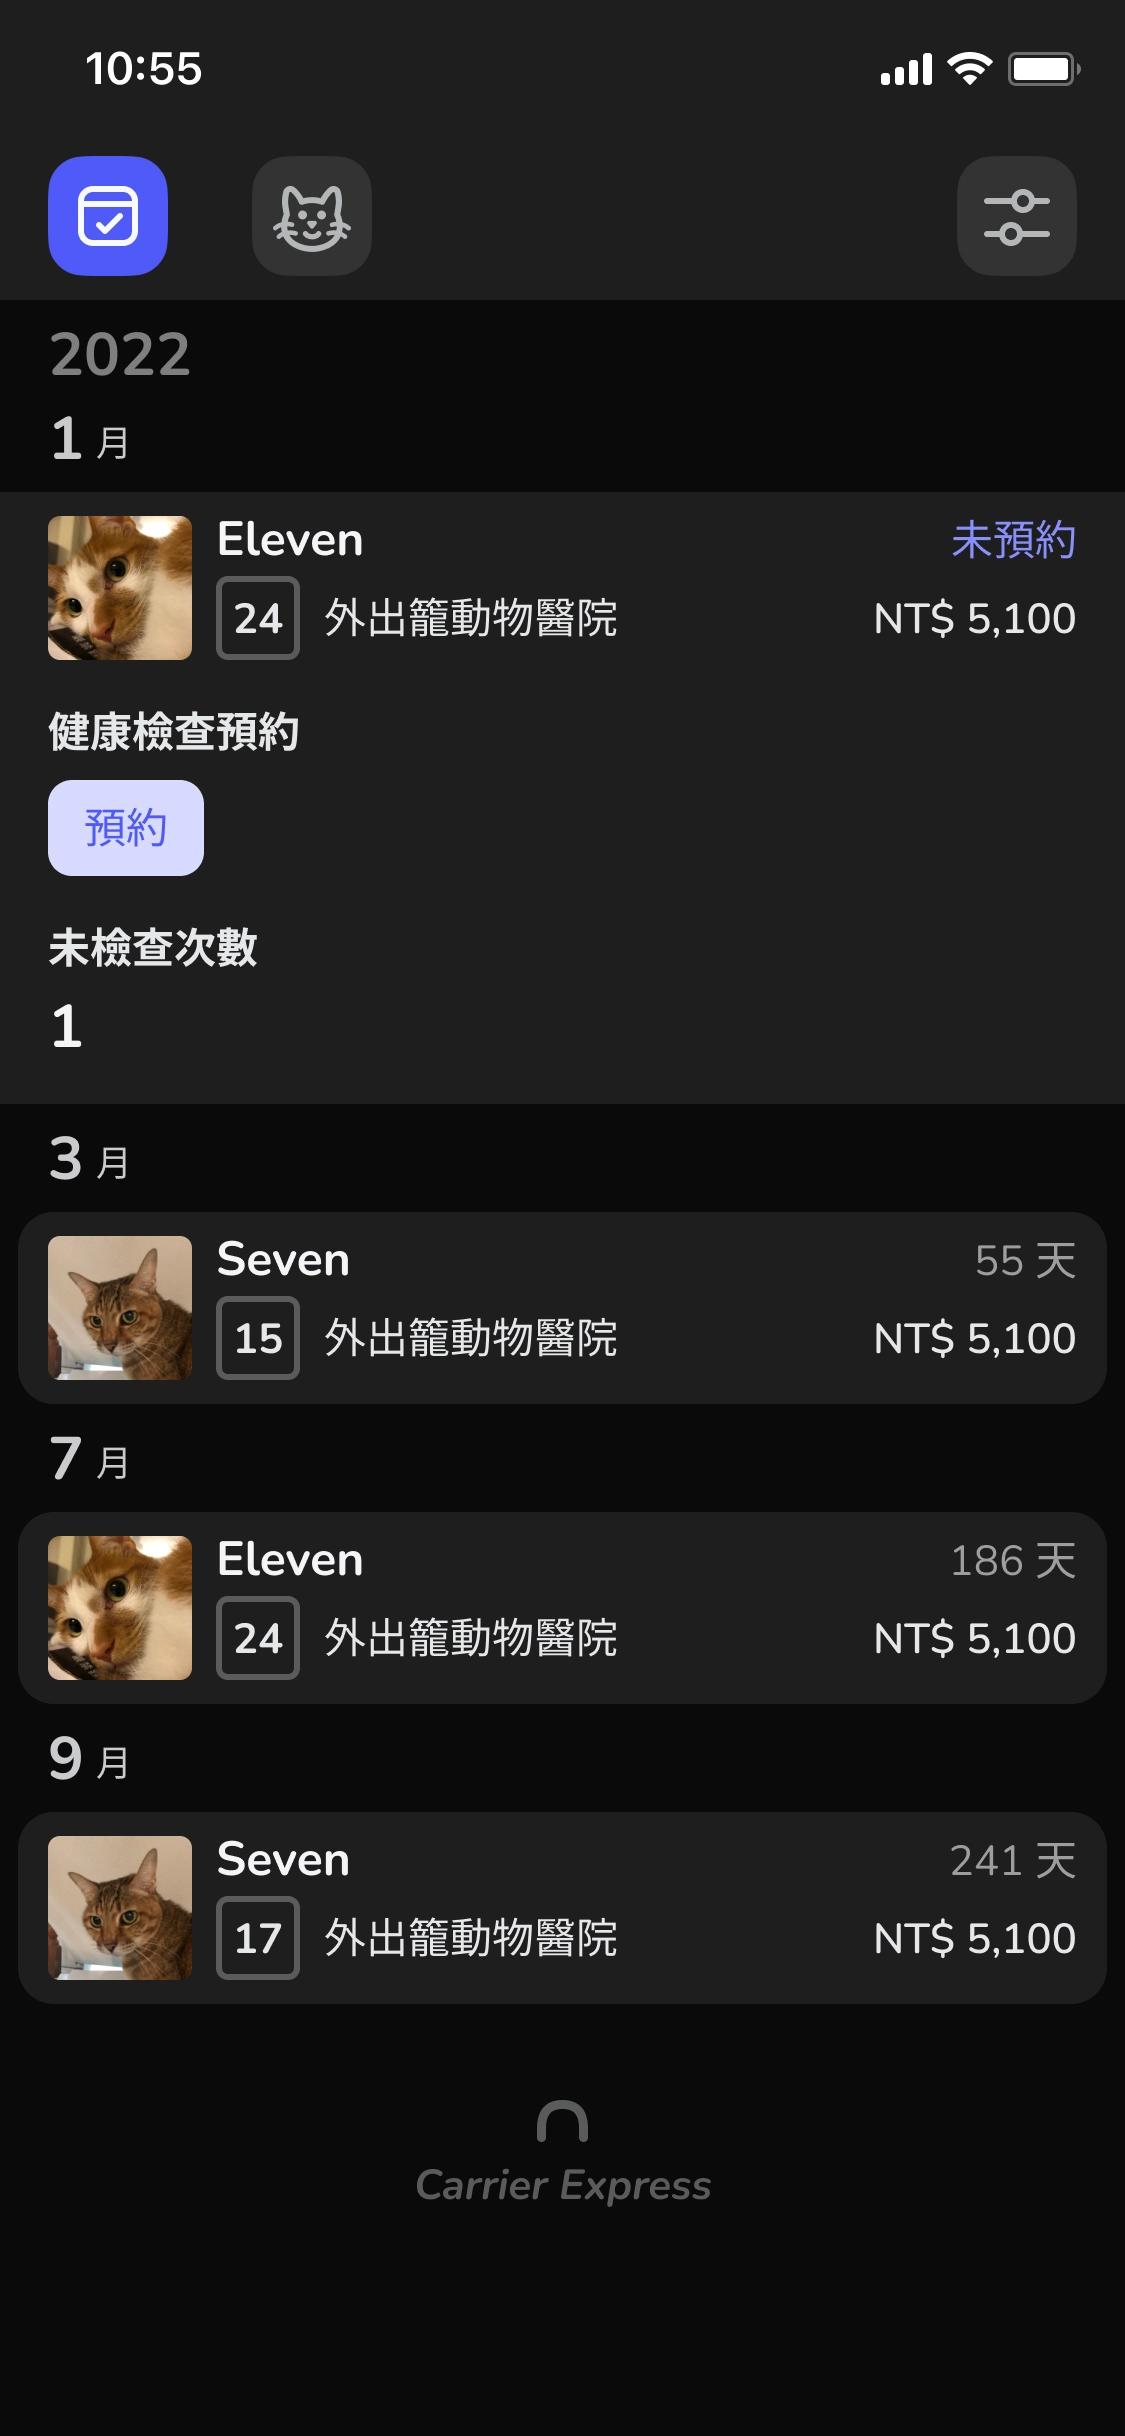 10:55
2022
1 月
Eleven
未預約
24 外出籠動物醫院 NT$ 5,100
健康檢查預約
預約
未檢查次數
1
3 月
Seven
55 天
15 外出籠動物醫院 NT$ 5,100
7 月
Eleven
186 天
24 外出籠動物醫院 NT$ 5,100
9 月
Seven
241 天
17 外出籠動物醫院 NT$ 5,100
Carrier Express